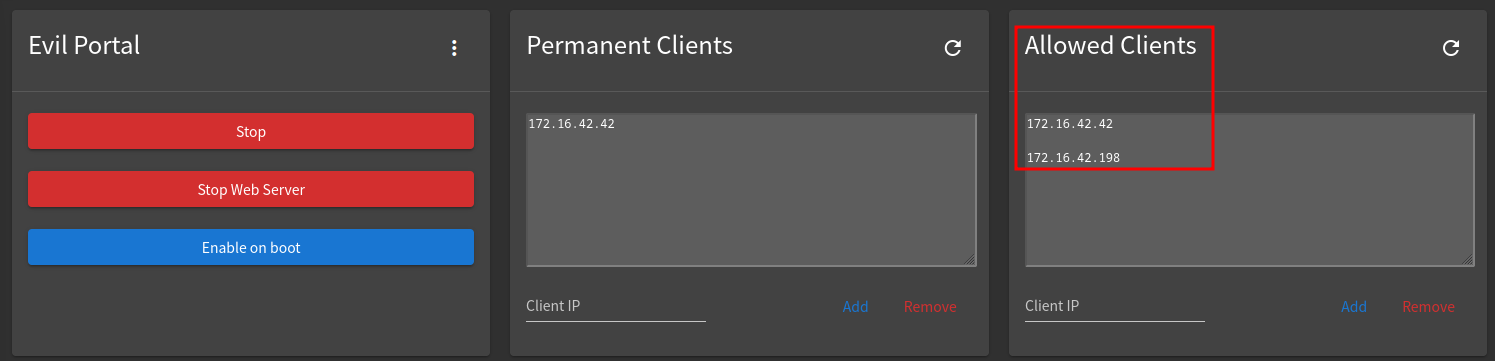 Evil Portal
Stop
Stop Web Server
Enable on boot
Permanent Clients
172.16.42.42
Client IP
Add
Remove
Allowed Clients
172.16.42.42
172.16.42.198
Client IP
Add
Remove